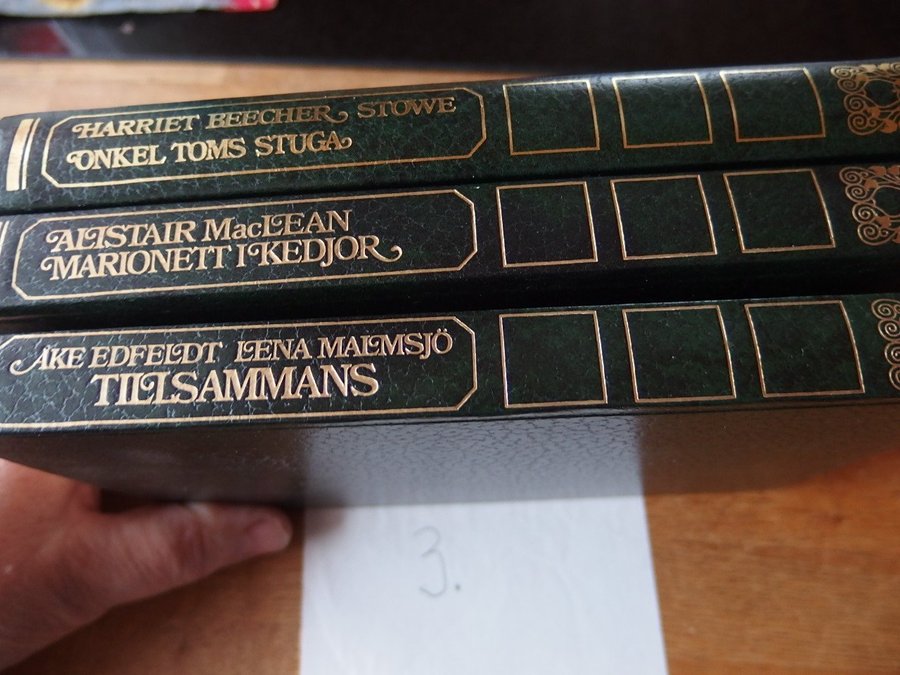 HARRIET BEECHER STOWE
ONKEL TOMS STUGA
ALISTAIR MacLEAN
MARIONETT I KEDJOR
ÅKE EDFELDT LENA MALMSJÖ
TILLSAMMANS
3.